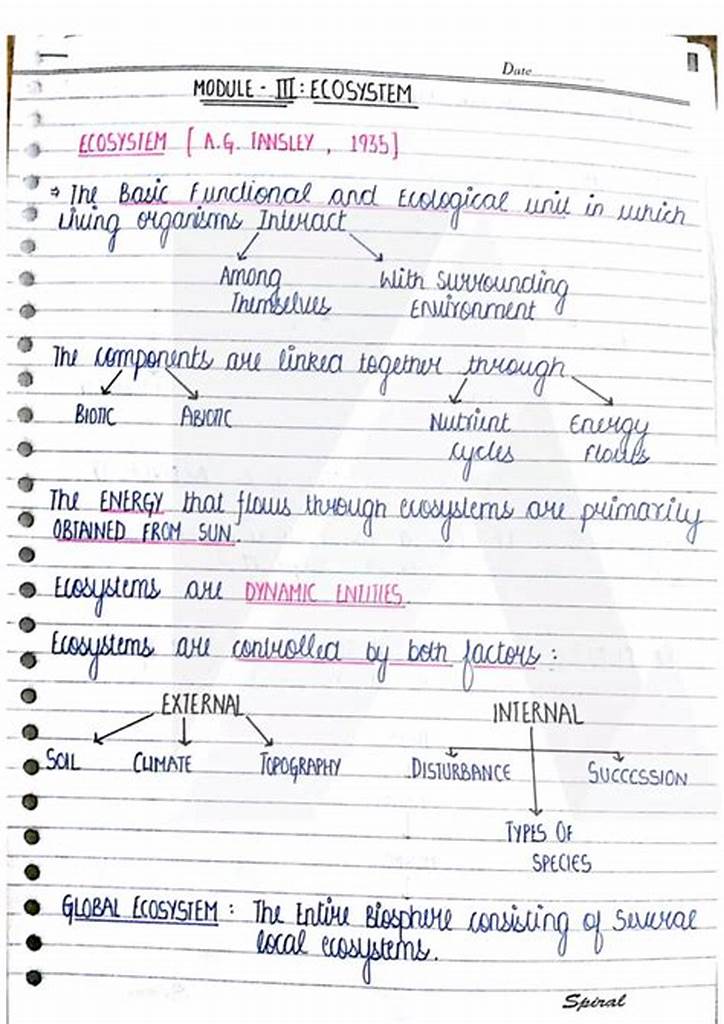 Date
MODULE - III : ECOSYSTEM
ECOSYSTEM [ A.G. TANSLEY , 1935]
⇒ The Basic Functional and Ecological unit in which
living organisms Interact
Among With Surrounding
Themselves Environment
The components are linked together through
BIOTIC ABIOTIC Nutrient Energy
cycles Flows
The ENERGY that flows through ecosystems are primarily
OBTAINED FROM SUN.
Ecosystems are DYNAMIC ENTITIES.
Ecosystems are controlled by both factors :
EXTERNAL INTERNAL
SOIL CLIMATE TOPOGRAPHY DISTURBANCE SUCCESSION
TYPES OF
SPECIES
GLOBAL ECOSYSTEM : The Entire Biosphere consisting of several
local ecosystems.
Spiral